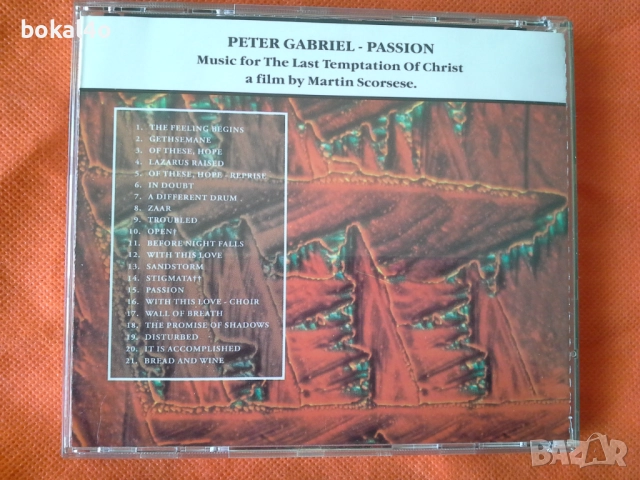 bokal45
PETER GABRIEL - PASSION
Music for The Last Temptation Of Christ
a film by Martin Scorsese.
1. THE FEELING BEGINS
2. GETHSEMANE
3. OF THESE, HOPE
4. LAZARUS RAISED
5. OF THESE, HOPE - REPRISE
6. IN DOUBT
7. A DIFFERENT DRUM
8. ZAAR
9. TROUBLED
10. OPEN†
11. BEFORE NIGHT FALLS
12. WITH THIS LOVE
13. SANDSTORM
14. STIGMATA††
15. PASSION
16. WITH THIS LOVE - CHOIR
17. WALL OF BREATH
18. THE PROMISE OF SHADOWS
19. DISTURBED
20. IT IS ACCOMPLISHED
21. BREAD AND WINE
BAZAR